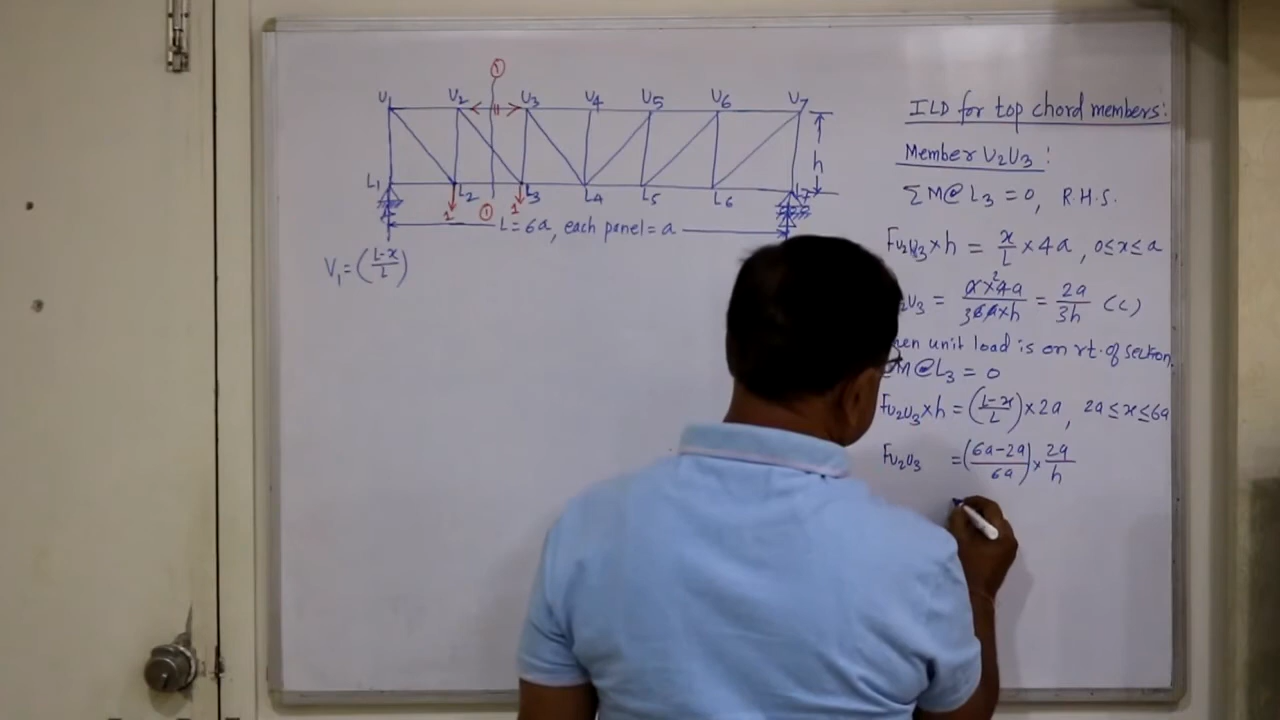 ①
U1 U2 U3 U4 U5 U6 U7
h
L1 L2 L3 L4 L5 L6 L7
1 ① 1
L=6a, each panel=a
V1=(L-x/L)
ILD for top chord members:
Member U2U3:
ΣM@L3=0, R.H.S.
FU2U3×h = x/L ×4a, 0≤x≤a
U3 = a×4a/6a×h = 2a/3h (c)
unit load is on rt. of section.
M@L3=0
FU2U3×h=(L-x/L)×2a, 2a≤x≤6a
FU2U3 =(6a-2a/6a)×2a/h